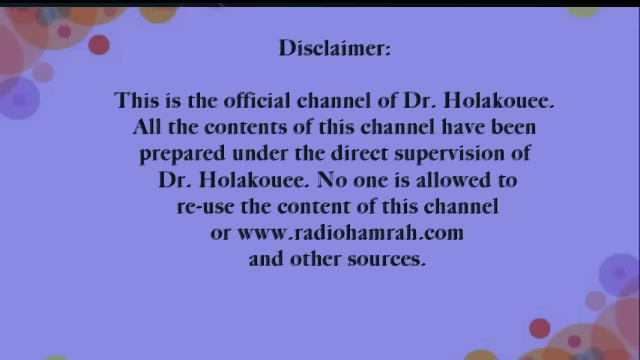 Disclaimer:
This is the official channel of Dr. Holakouee.
All the contents of this channel have been
prepared under the direct supervision of
Dr. Holakouee. No one is allowed to
re-use the content of this channel
or www.radiohamrah.com
and other sources.